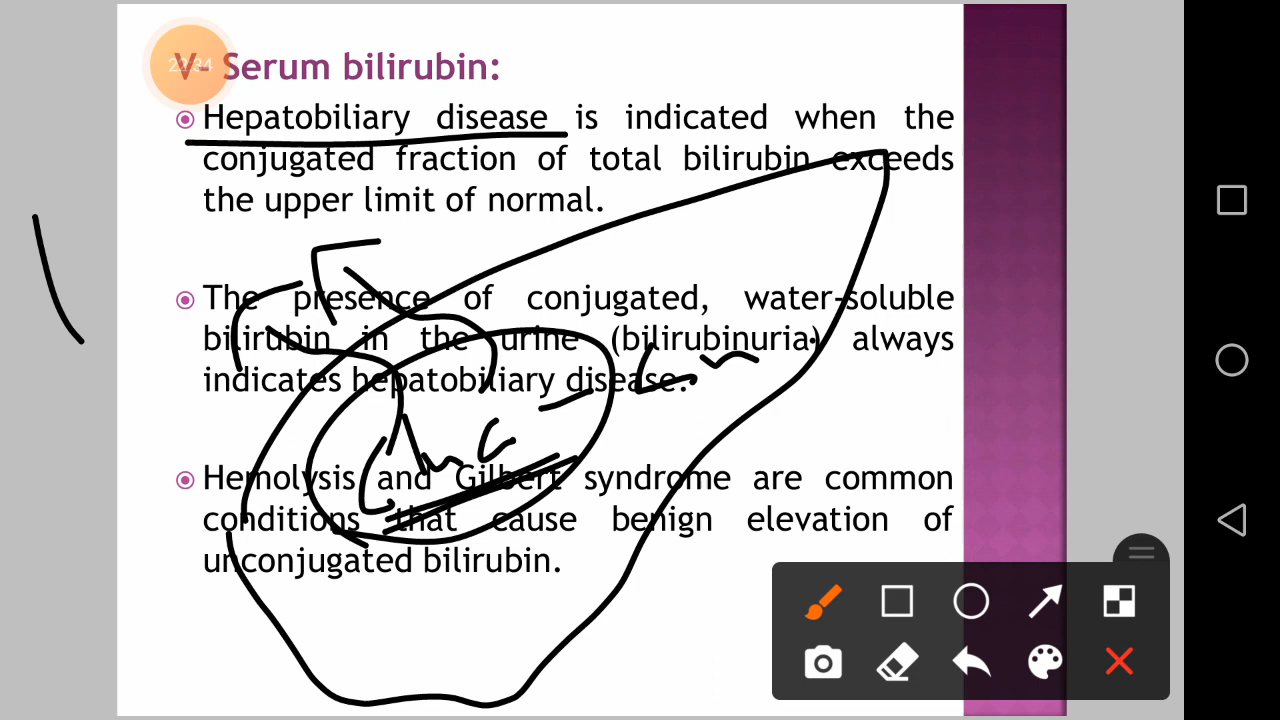 22:34
V- Serum bilirubin:
Hepatobiliary disease is indicated when the
conjugated fraction of total bilirubin exceeds
the upper limit of normal.
The presence of conjugated, water-soluble
bilirubin in the urine (bilirubinuria) always
indicates hepatobiliary disease.
Hemolysis and Gilbert syndrome are common
conditions that cause benign elevation of
unconjugated bilirubin.